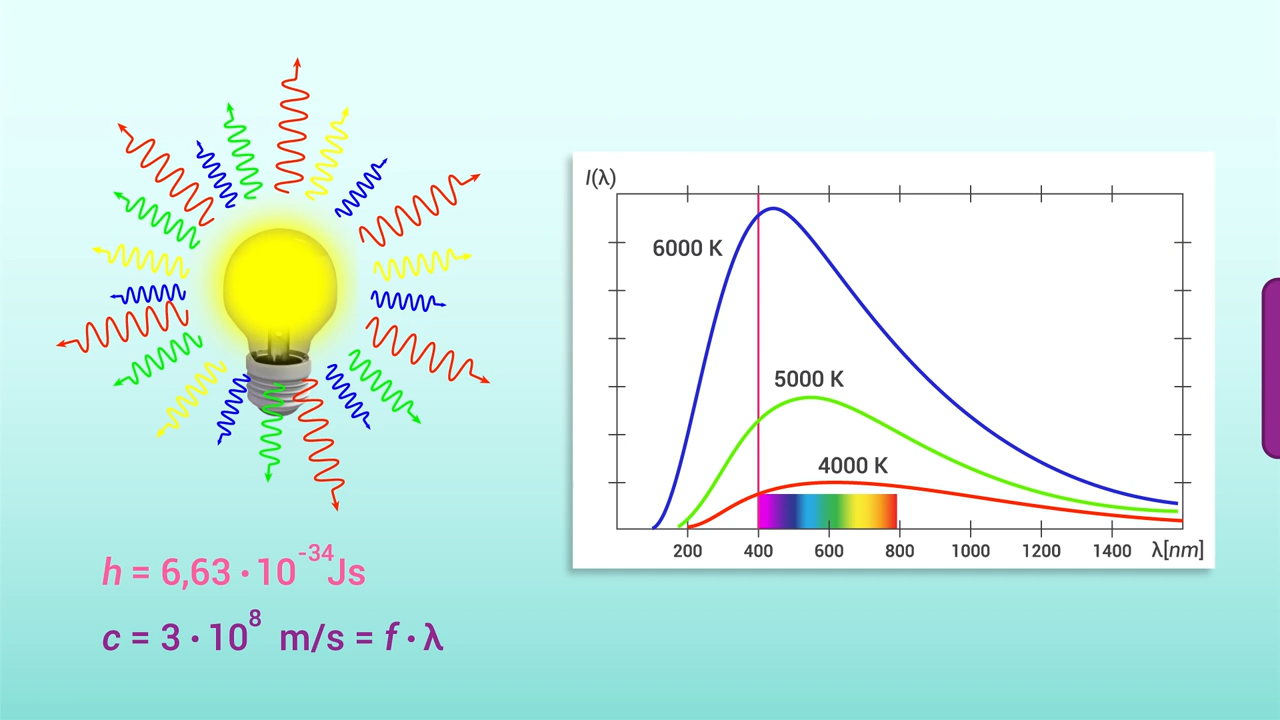 I(λ)
6000 K
5000 K
4000 K
200 400 600 800 1000 1200 1400 λ[nm]
h = 6,63 · 10⁻³⁴Js
c = 3 · 10⁸ m/s = f · λ